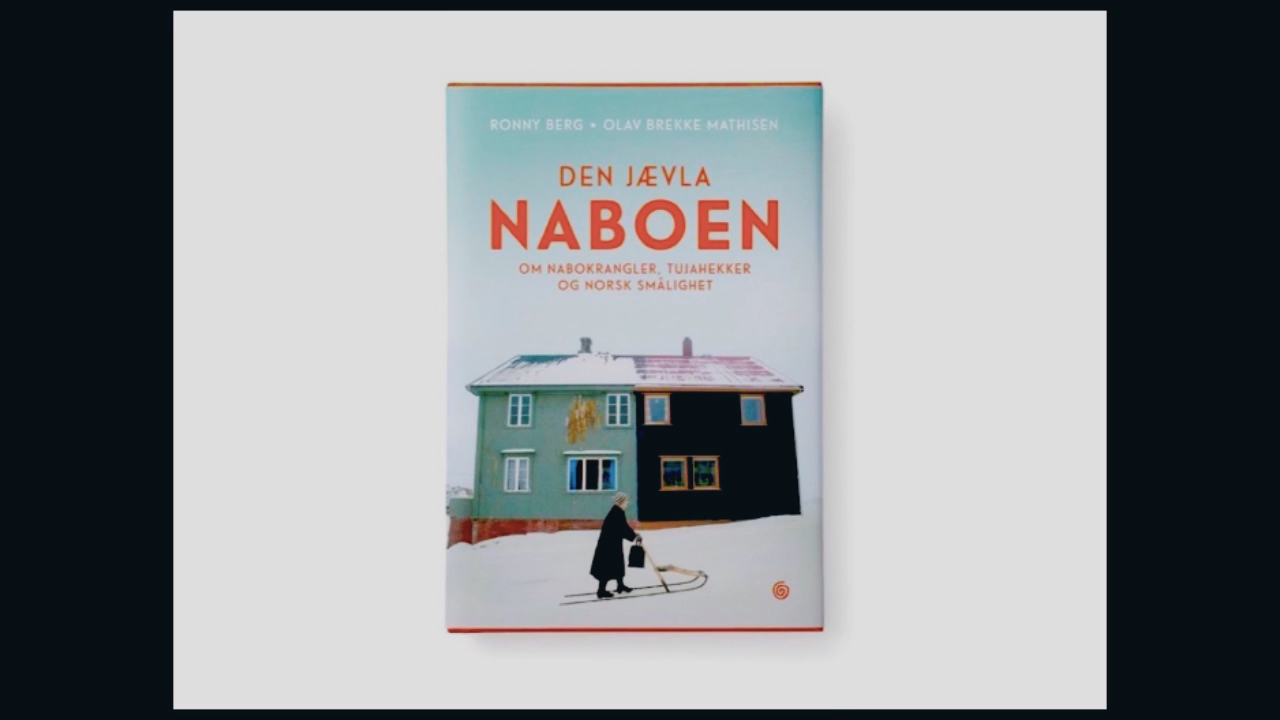 RONNY BERG • OLAV BREKKE MATHISEN
DEN JÆVLA
NABOEN
OM NABOKRANGLER, TUJAHEKKER
OG NORSK SMÅLIGHET